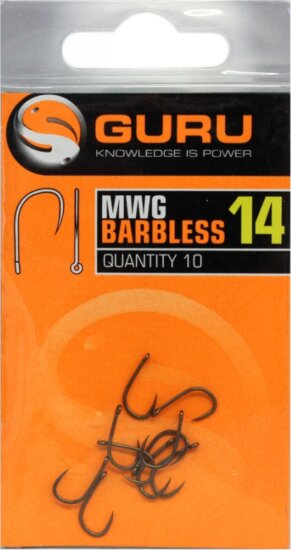 GURU
KNOWLEDGE IS POWER
MWG
BARBLESS 14
QUANTITY 10